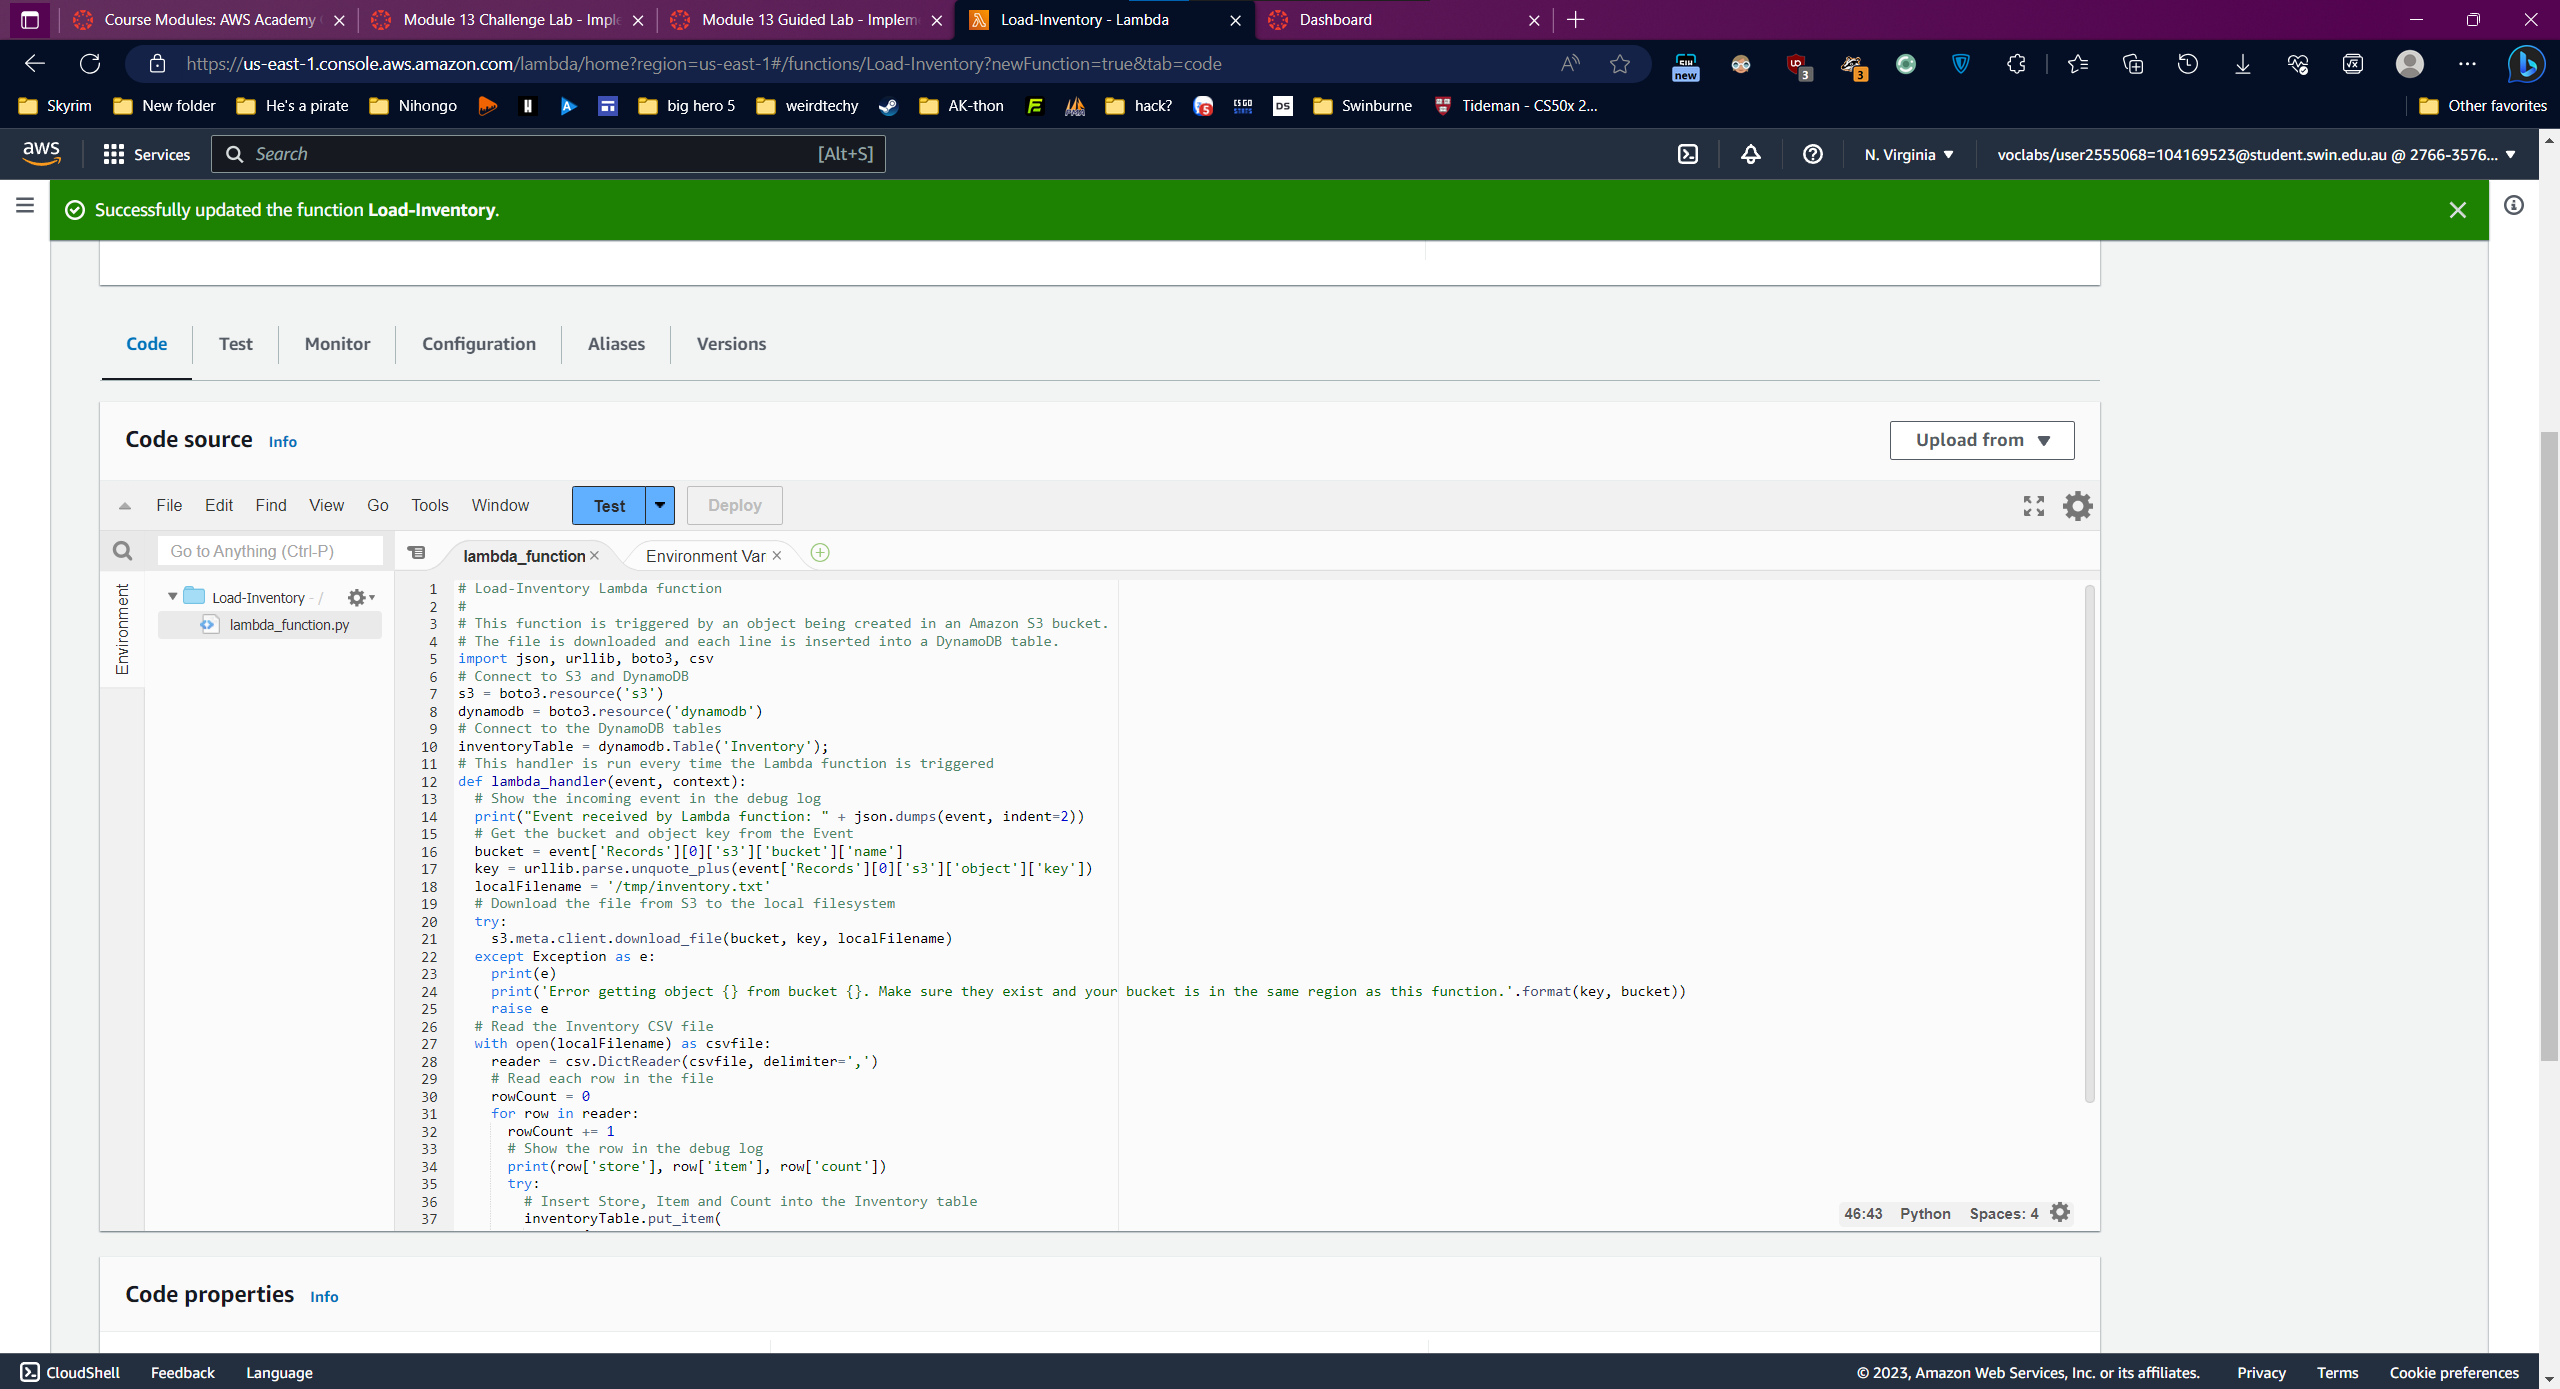 Course Modules: AWS Academy
Module 13 Challenge Lab - Imple
Module 13 Guided Lab - Implem
Load-Inventory - Lambda
Dashboard
https://us-east-1.console.aws.amazon.com/lambda/home?region=us-east-1#/functions/Load-Inventory?newFunction=true&tab=code
new
3
3
Skyrim
New folder
He's a pirate
Nihongo
big hero 5
weirdtechy
AK-thon
hack?
DS
Swinburne
Tideman - CS50x 2...
Other favorites
aws
Services
Search
[Alt+S]
N. Virginia
voclabs/user2555068=104169523@student.swin.edu.au @ 2766-3576...
Successfully updated the function Load-Inventory.
Code
Test
Monitor
Configuration
Aliases
Versions
Code source Info
Upload from
File Edit Find View Go Tools Window
Test
Deploy
Go to Anything (Ctrl-P)
lambda_function
Environment Var
Environment
Load-Inventory - /
lambda_function.py
1 # Load-Inventory Lambda function
2 #
3 # This function is triggered by an object being created in an Amazon S3 bucket.
4 # The file is downloaded and each line is inserted into a DynamoDB table.
5 import json, urllib, boto3, csv
6 # Connect to S3 and DynamoDB
7 s3 = boto3.resource('s3')
8 dynamodb = boto3.resource('dynamodb')
9 # Connect to the DynamoDB tables
10 inventoryTable = dynamodb.Table('Inventory');
11 # This handler is run every time the Lambda function is triggered
12 def lambda_handler(event, context):
13 # Show the incoming event in the debug log
14 print("Event received by Lambda function: " + json.dumps(event, indent=2))
15 # Get the bucket and object key from the Event
16 bucket = event['Records'][0]['s3']['bucket']['name']
17 key = urllib.parse.unquote_plus(event['Records'][0]['s3']['object']['key'])
18 localFilename = '/tmp/inventory.txt'
19 # Download the file from S3 to the local filesystem
20 try:
21 s3.meta.client.download_file(bucket, key, localFilename)
22 except Exception as e:
23 print(e)
24 print('Error getting object {} from bucket {}. Make sure they exist and your bucket is in the same region as this function.'.format(key, bucket))
25 raise e
26 # Read the Inventory CSV file
27 with open(localFilename) as csvfile:
28 reader = csv.DictReader(csvfile, delimiter=',')
29 # Read each row in the file
30 rowCount = 0
31 for row in reader:
32 rowCount += 1
33 # Show the row in the debug log
34 print(row['store'], row['item'], row['count'])
35 try:
36 # Insert Store, Item and Count into the Inventory table
37 inventoryTable.put_item(
46:43 Python Spaces: 4
Code properties Info
CloudShell
Feedback
Language
© 2023, Amazon Web Services, Inc. or its affiliates.
Privacy
Terms
Cookie preferences